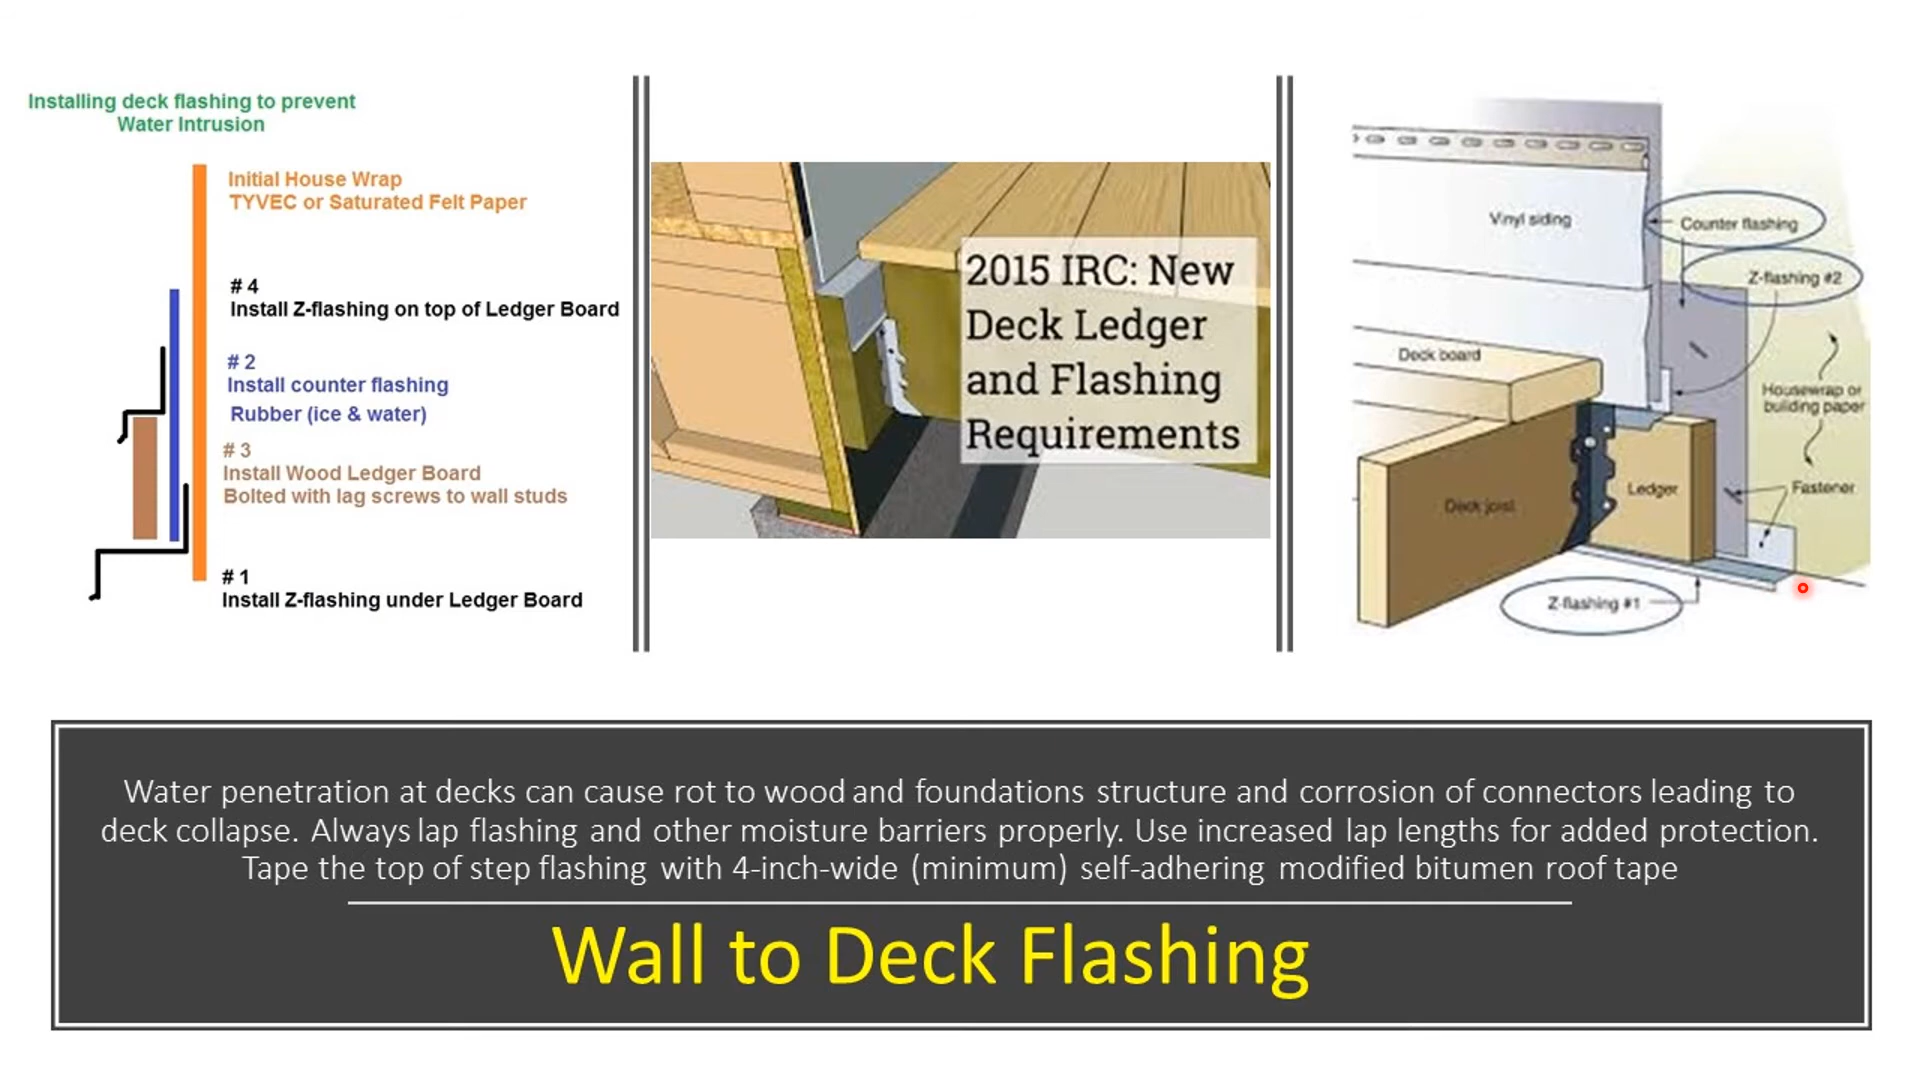 Installing deck flashing to prevent
Water Intrusion
Initial House Wrap
TYVEC or Saturated Felt Paper
# 4
Install Z-flashing on top of Ledger Board
# 2
Install counter flashing
Rubber (ice & water)
# 3
Install Wood Ledger Board
Bolted with lag screws to wall studs
# 1
Install Z-flashing under Ledger Board
2015 IRC: New
Deck Ledger
and Flashing
Requirements
Vinyl siding
Counter flashing
Z-flashing #2
Deck board
Housewrap or
building paper
Deck joist
Ledger
Fastener
Z-flashing #1
Water penetration at decks can cause rot to wood and foundations structure and corrosion of connectors leading to
deck collapse. Always lap flashing and other moisture barriers properly. Use increased lap lengths for added protection.
Tape the top of step flashing with 4-inch-wide (minimum) self-adhering modified bitumen roof tape
Wall to Deck Flashing